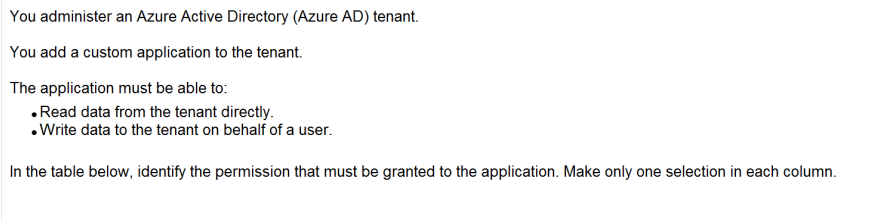 You administer an Azure Active Directory (Azure AD) tenant.
You add a custom application to the tenant.
The application must be able to:
• Read data from the tenant directly.
• Write data to the tenant on behalf of a user.
In the table below, identify the permission that must be granted to the application. Make only one selection in each column.